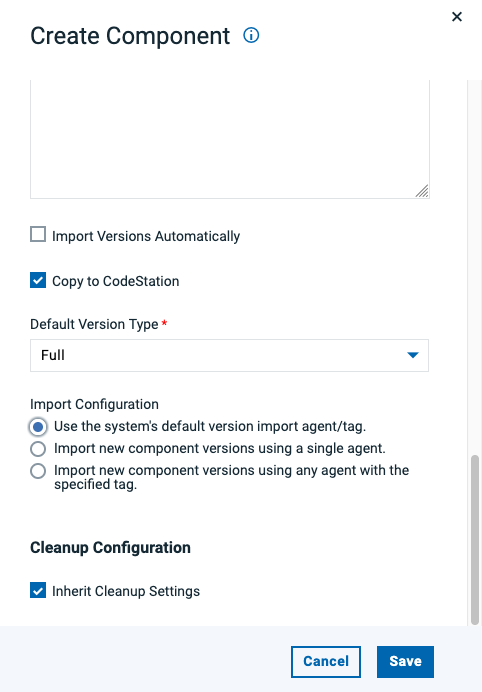 Create Component
Import Versions Automatically
Copy to CodeStation
Default Version Type *
Full
Import Configuration
Use the system's default version import agent/tag.
Import new component versions using a single agent.
Import new component versions using any agent with the
specified tag.
Cleanup Configuration
Inherit Cleanup Settings
Cancel
Save